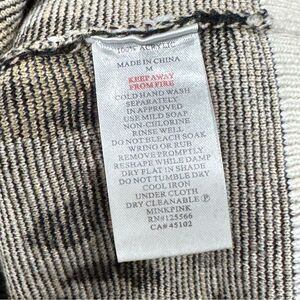 100% ACRYLIC
MADE IN CHINA
M
KEEP AWAY
FROM FIRE
COLD HAND WASH
SEPARATELY
IN APPROVED
USE MILD SOAP
NON-CHLORINE
RINSE WELL
DO NOT BLEACH SOAK
WRING OR RUB
REMOVE PROMPTLY
RESHAPE WHILE DAMP
DRY FLAT IN SHADE
DO NOT TUMBLE DRY
COOL IRON
UNDER CLOTH
DRY CLEANABLE Ⓟ
MINKPINK
RN#125566
CA# 45102